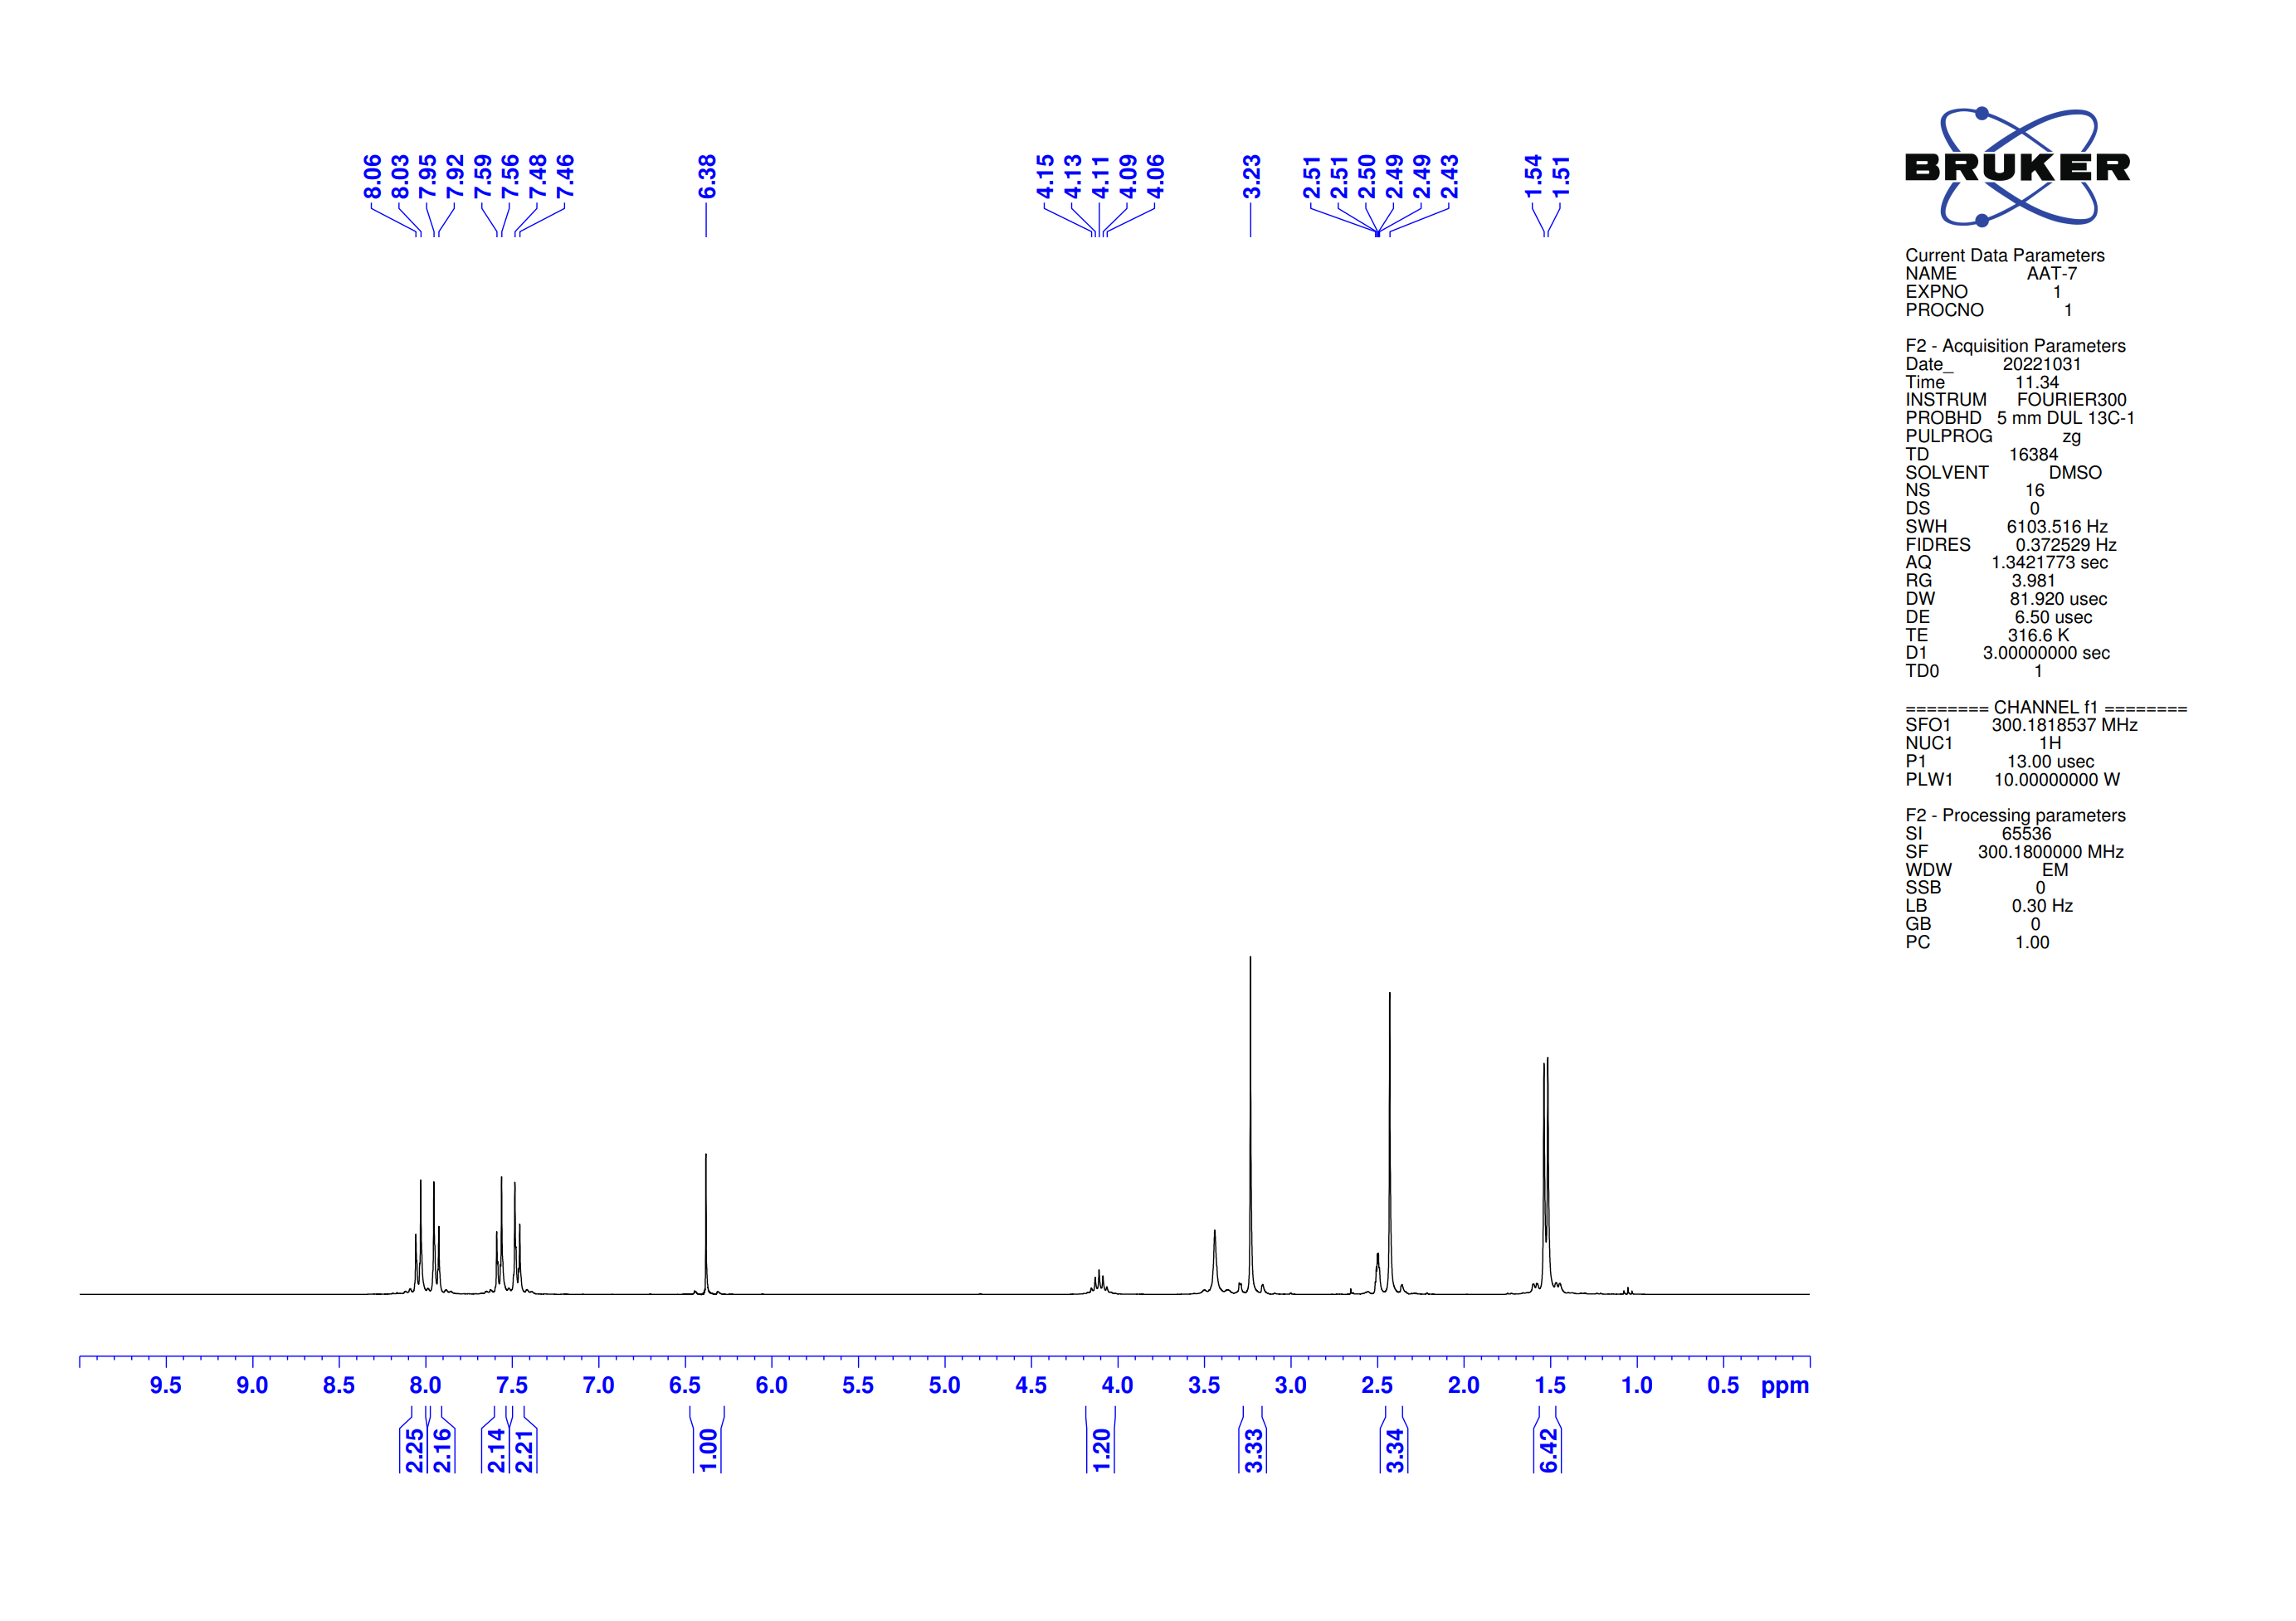 8.06
8.03
7.95
7.92
7.59
7.56
7.48
7.46
6.38
4.15
4.13
4.11
4.09
4.06
3.23
2.51
2.51
2.50
2.49
2.49
2.43
1.54
1.51
BRUKER
Current Data Parameters
NAME AAT-7
EXPNO 1
PROCNO 1
F2 - Acquisition Parameters
Date_ 20221031
Time 11.34
INSTRUM FOURIER300
PROBHD 5 mm DUL 13C-1
PULPROG zg
TD 16384
SOLVENT DMSO
NS 16
DS 0
SWH 6103.516 Hz
FIDRES 0.372529 Hz
AQ 1.3421773 sec
RG 3.981
DW 81.920 usec
DE 6.50 usec
TE 316.6 K
D1 3.00000000 sec
TD0 1
======== CHANNEL f1 ========
SFO1 300.1818537 MHz
NUC1 1H
P1 13.00 usec
PLW1 10.00000000 W
F2 - Processing parameters
SI 65536
SF 300.1800000 MHz
WDW EM
SSB 0
LB 0.30 Hz
GB 0
PC 1.00
9.5 9.0 8.5 8.0 7.5 7.0 6.5 6.0 5.5 5.0 4.5 4.0 3.5 3.0 2.5 2.0 1.5 1.0 0.5 ppm
2.25
2.16
2.14
2.21
1.00
1.20
3.33
3.34
6.42